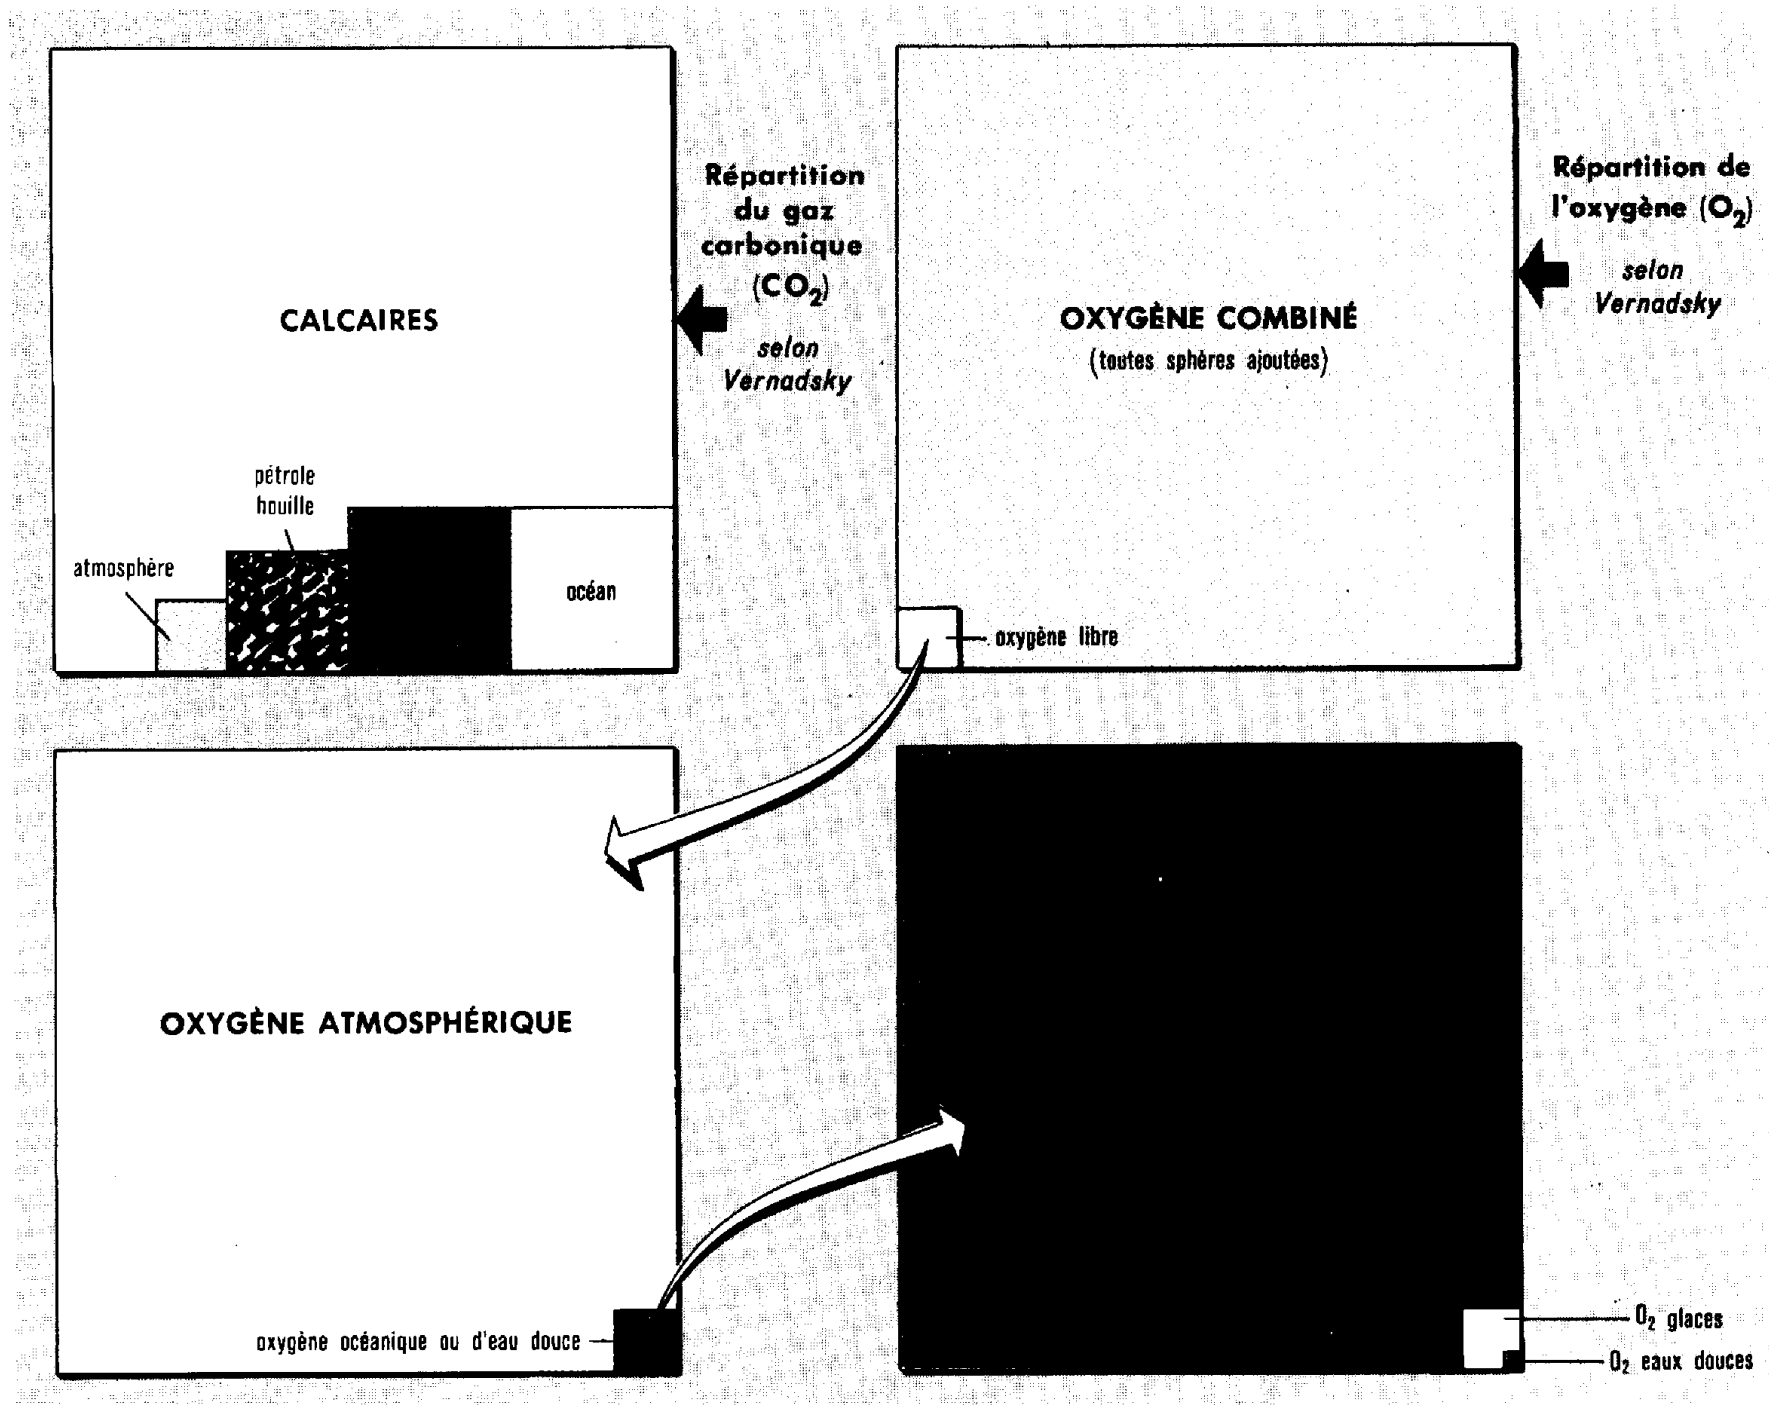 Répartition
du gaz
carbonique
(CO₂)
selon
Vernadsky
CALCAIRES
pétrole
houille
atmosphère
océan
Répartition de
l'oxygène (O₂)
selon
Vernadsky
OXYGÈNE COMBINÉ
(toutes sphères ajoutées)
oxygène libre
OXYGÈNE ATMOSPHÉRIQUE
oxygène océanique ou d'eau douce
O₂ glaces
O₂ eaux douces